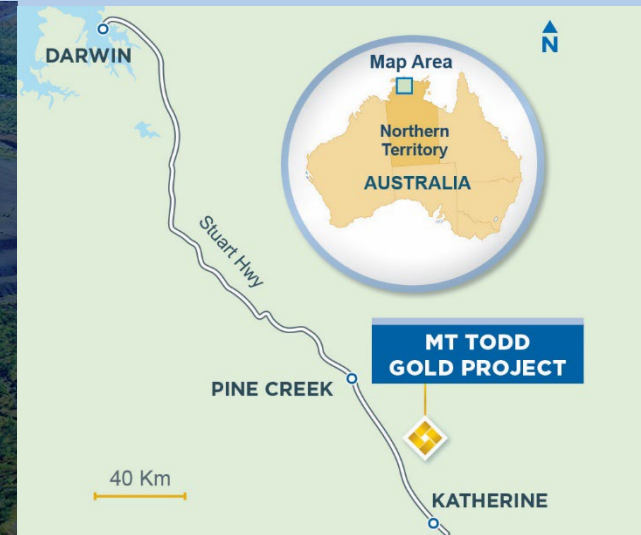 DARWIN
N
Map Area
Northern
Territory
AUSTRALIA
Stuart Hwy
MT TODD
GOLD PROJECT
PINE CREEK
40 Km
KATHERINE